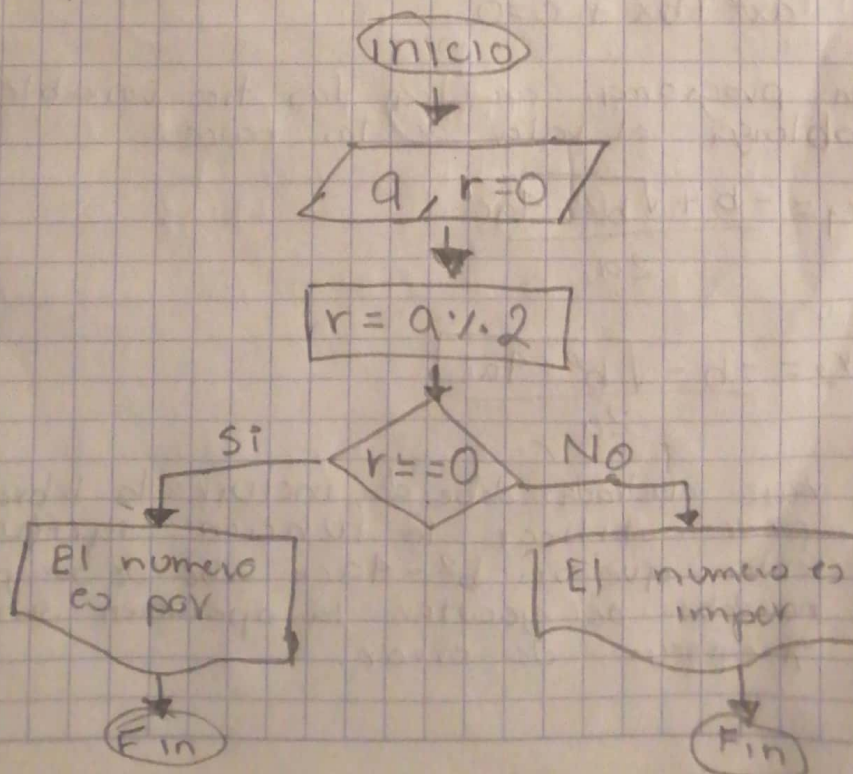 inicio
a, r=0
r = a % 2
r==0
Si
No
El numero
es par
El numero es
impar
Fin
Fin